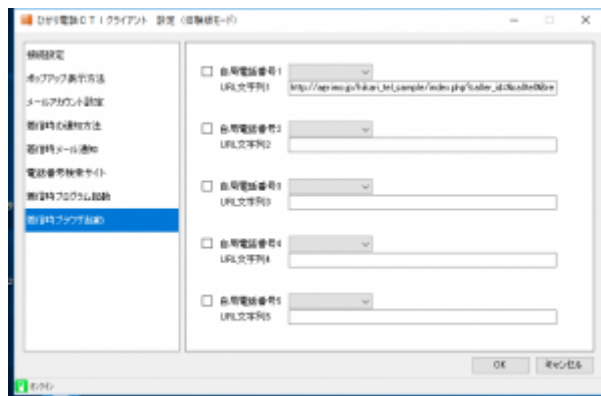 ひかり電話CTIクライアント 設定 (体験版モード)
接続設定
ポップアップ表示方法
メールアカウント設定
着信時の通知方法
着信時メール通知
電話番号検索サイト
着信時プログラム起動
着信時ブラウザ起動
自局電話番号1
URL文字列1
自局電話番号2
URL文字列2
自局電話番号3
URL文字列3
自局電話番号4
URL文字列4
自局電話番号5
URL文字列5
OK
キャンセル
オンライン